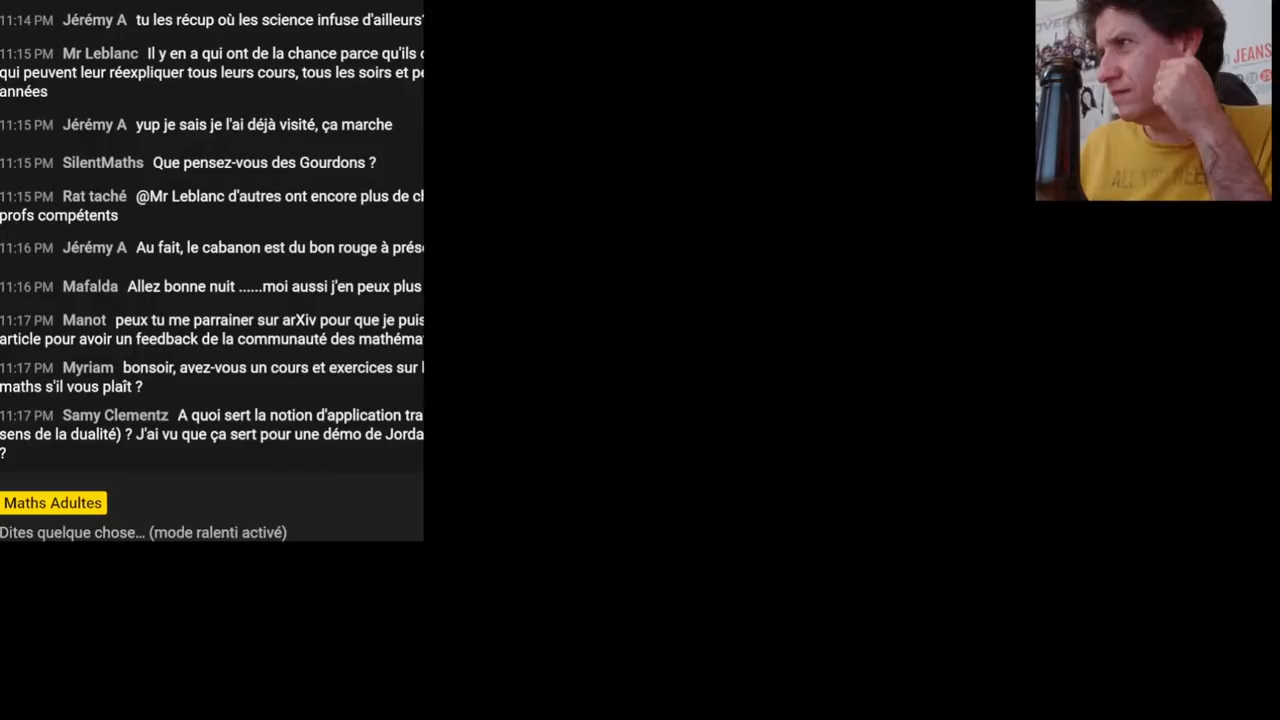 11:14 PM Jérémy A tu les récup où les science infuse d'ailleurs
11:15 PM Mr Leblanc Il y en a qui ont de la chance parce qu'ils
qui peuvent leur réexpliquer tous leurs cours, tous les soirs et
années
11:15 PM Jérémy A yup je sais je l'ai déjà visité, ça marche
11:15 PM SilentMaths Que pensez-vous des Gourdons ?
11:15 PM Rat taché @Mr Leblanc d'autres ont encore plus de
profs compétents
11:16 PM Jérémy A Au fait, le cabanon est du bon rouge à
11:16 PM Mafalda Allez bonne nuit ......moi aussi j'en peux plus
11:17 PM Manot peux tu me parrainer sur arXiv pour que je
article pour avoir un feedback de la communauté des
11:17 PM Myriam bonsoir, avez-vous un cours et exercices sur
maths s'il vous plaît ?
11:17 PM Samy Clementz A quoi sert la notion d'application
sens de la dualité) ? J'ai vu que ça sert pour une démo de
?
Maths Adultes
Dites quelque chose... (mode ralenti activé)
JEANS
ALL